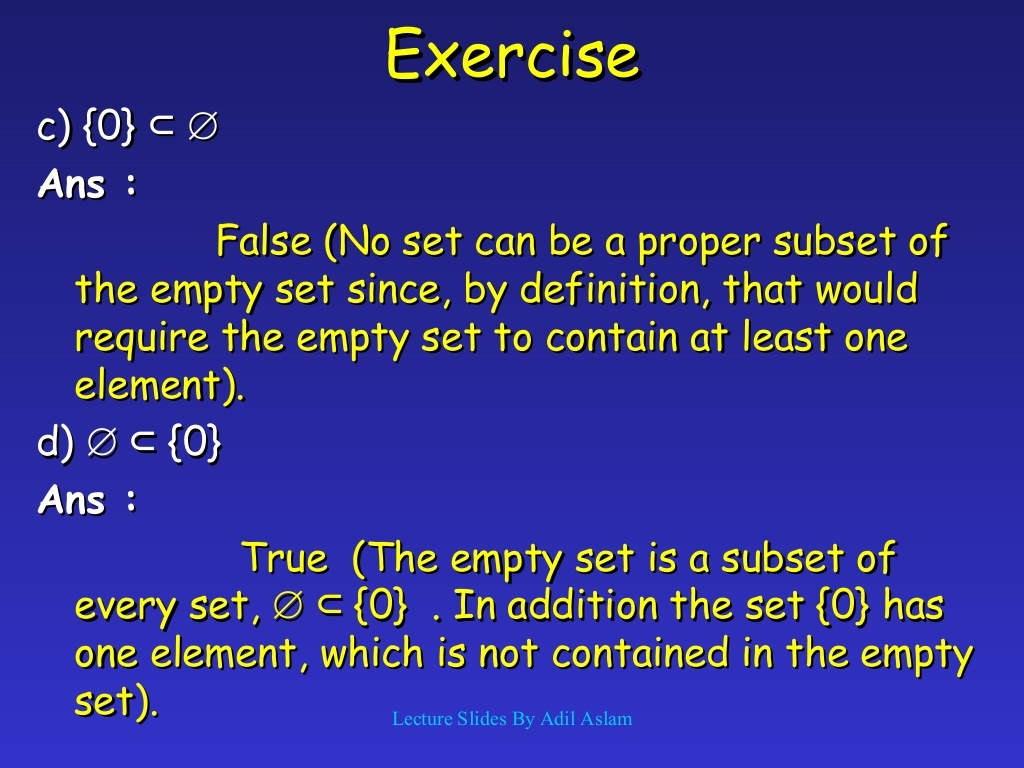 Exercise
c) {0} ⊂ ∅
Ans :
False (No set can be a proper subset of
the empty set since, by definition, that would
require the empty set to contain at least one
element).
d) ∅ ⊂ {0}
Ans :
True (The empty set is a subset of
every set, ∅ ⊂ {0} . In addition the set {0} has
one element, which is not contained in the empty
set).
Lecture Slides By Adil Aslam